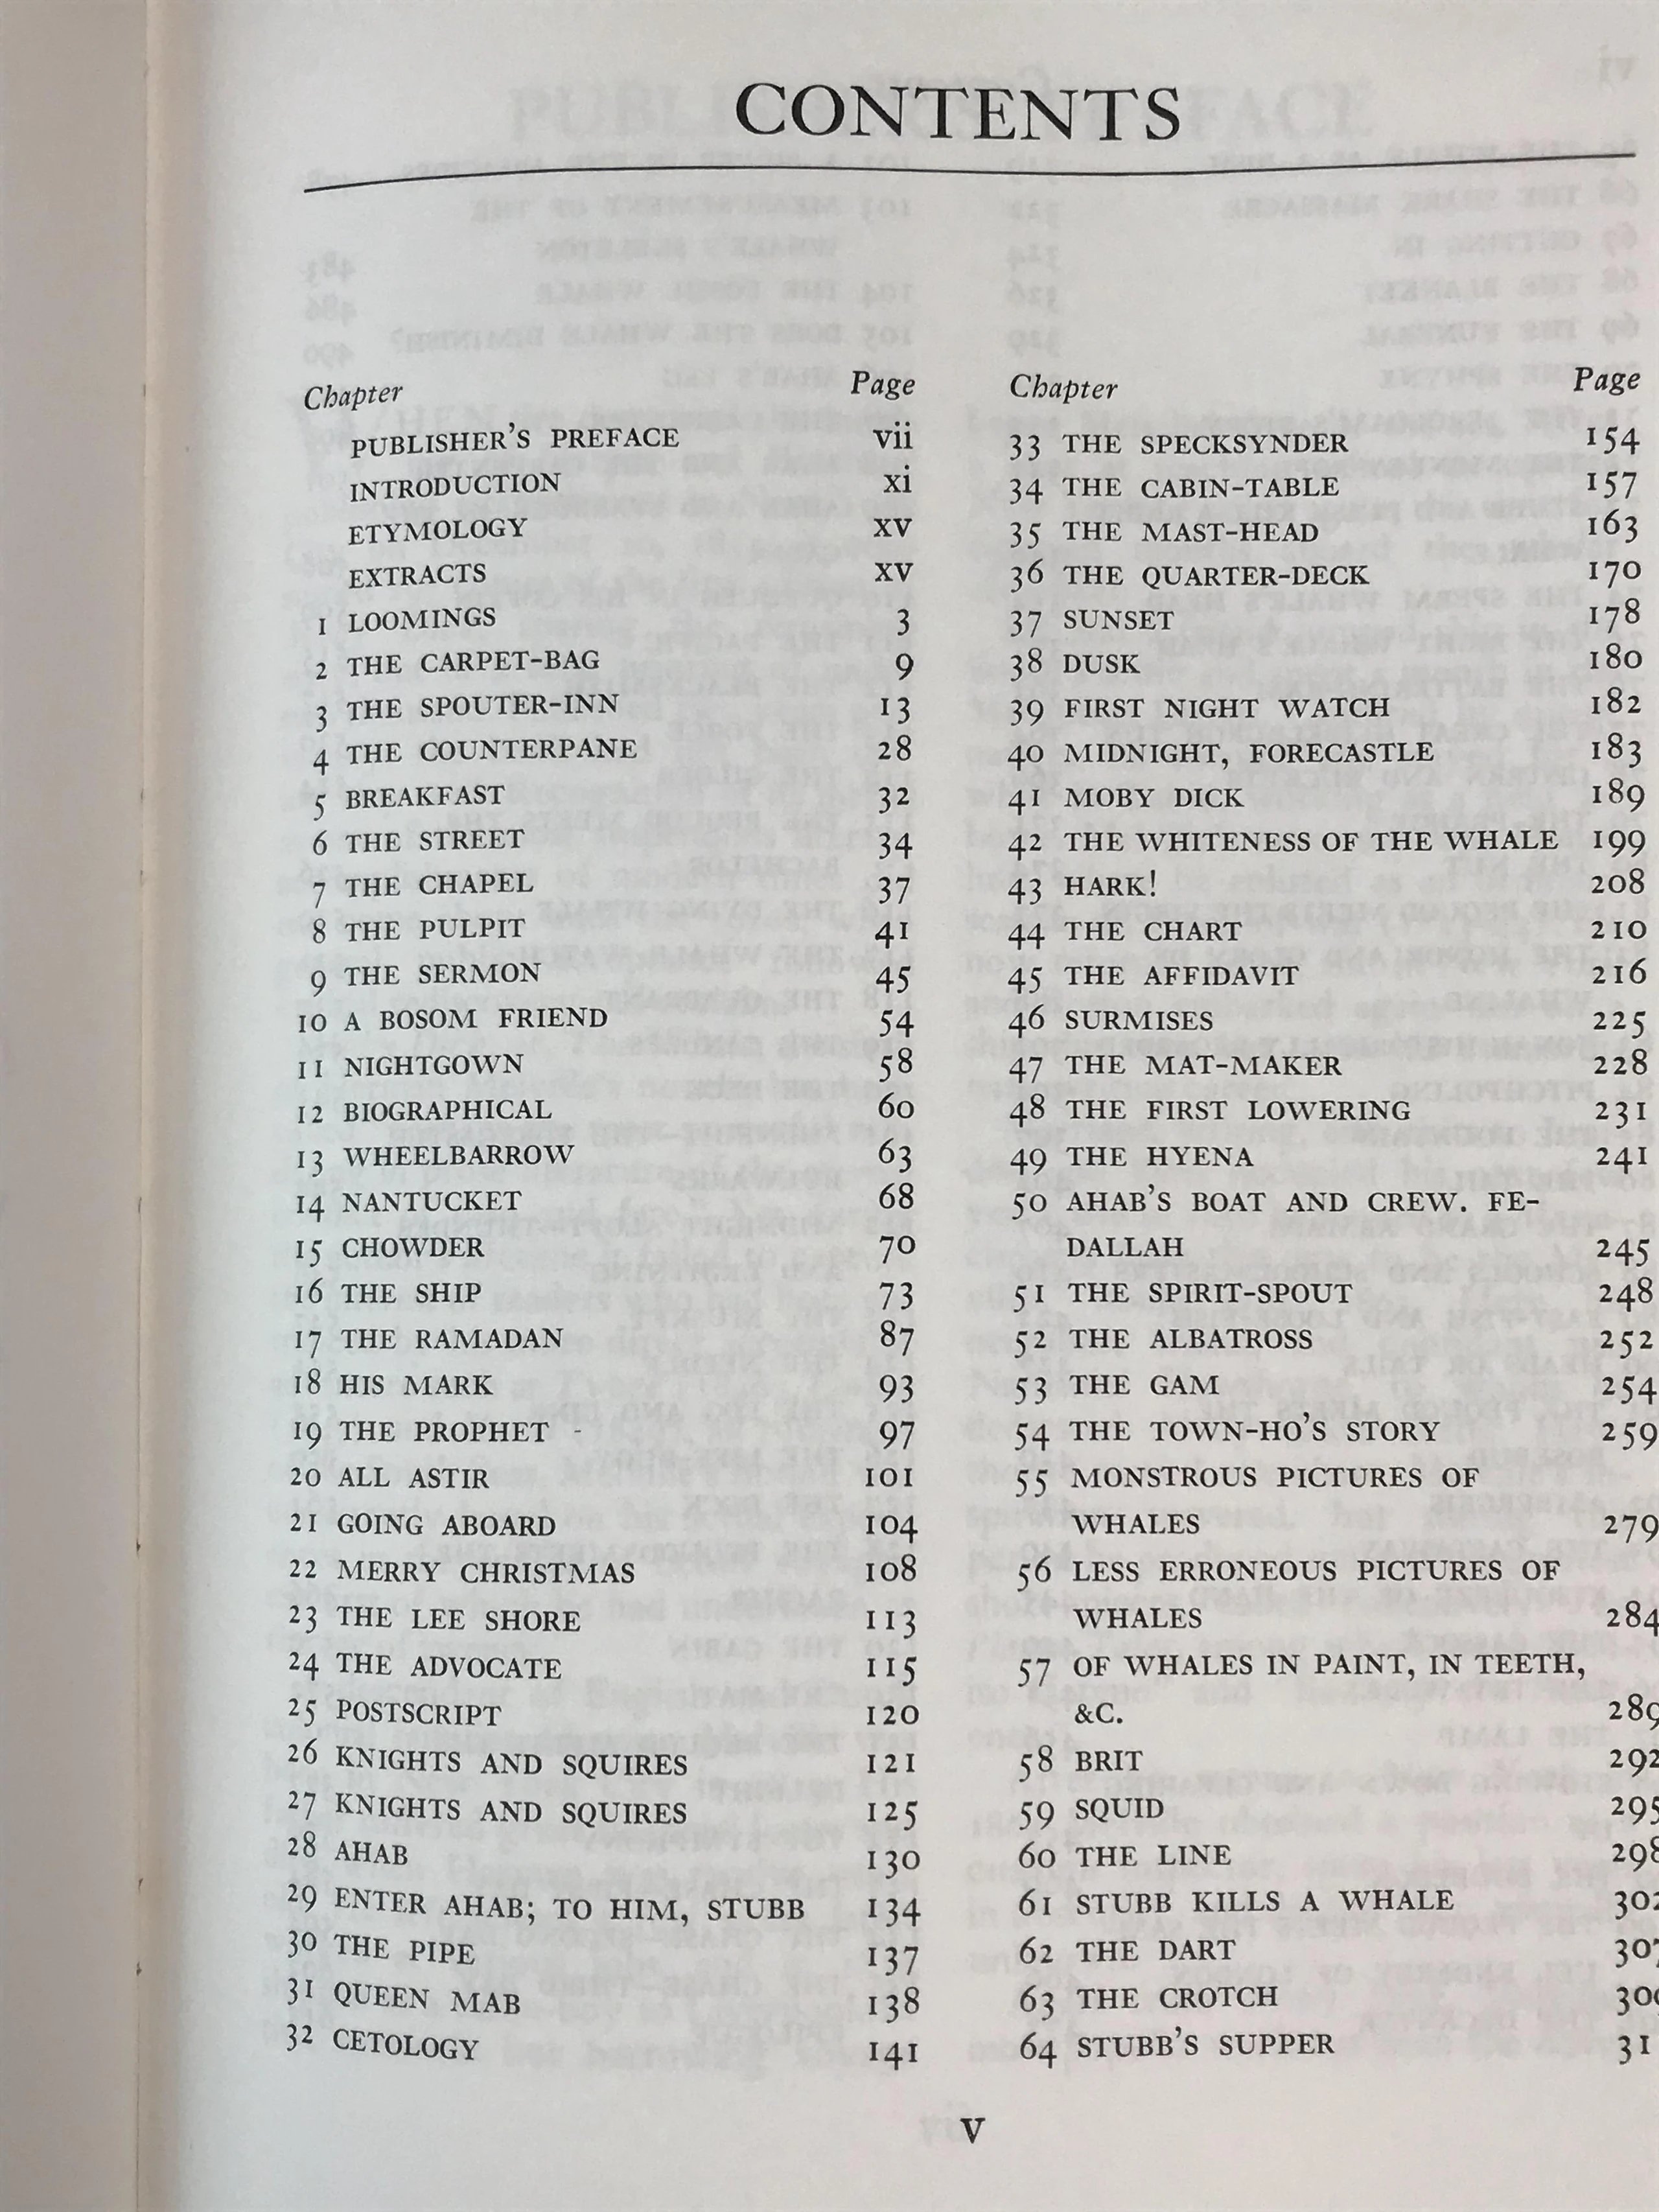 CONTENTS
Chapter Page
PUBLISHER'S PREFACE vii
INTRODUCTION xi
ETYMOLOGY xv
EXTRACTS xv
1 LOOMINGS 3
2 THE CARPET-BAG 9
3 THE SPOUTER-INN 13
4 THE COUNTERPANE 28
5 BREAKFAST 32
6 THE STREET 34
7 THE CHAPEL 37
8 THE PULPIT 41
9 THE SERMON 45
10 A BOSOM FRIEND 54
11 NIGHTGOWN 58
12 BIOGRAPHICAL 60
13 WHEELBARROW 63
14 NANTUCKET 68
15 CHOWDER 70
16 THE SHIP 73
17 THE RAMADAN 87
18 HIS MARK 93
19 THE PROPHET 97
20 ALL ASTIR 101
21 GOING ABOARD 104
22 MERRY CHRISTMAS 108
23 THE LEE SHORE 113
24 THE ADVOCATE 115
25 POSTSCRIPT 120
26 KNIGHTS AND SQUIRES 121
27 KNIGHTS AND SQUIRES 125
28 AHAB 130
29 ENTER AHAB; TO HIM, STUBB 134
30 THE PIPE 137
31 QUEEN MAB 138
32 CETOLOGY 141
Chapter Page
33 THE SPECKSYNDER 154
34 THE CABIN-TABLE 157
35 THE MAST-HEAD 163
36 THE QUARTER-DECK 170
37 SUNSET 178
38 DUSK 180
39 FIRST NIGHT WATCH 182
40 MIDNIGHT, FORECASTLE 183
41 MOBY DICK 189
42 THE WHITENESS OF THE WHALE 199
43 HARK! 208
44 THE CHART 210
45 THE AFFIDAVIT 216
46 SURMISES 225
47 THE MAT-MAKER 228
48 THE FIRST LOWERING 231
49 THE HYENA 241
50 AHAB'S BOAT AND CREW. FE-
DALLAH 245
51 THE SPIRIT-SPOUT 248
52 THE ALBATROSS 252
53 THE GAM 254
54 THE TOWN-HO'S STORY 259
55 MONSTROUS PICTURES OF
WHALES 279
56 LESS ERRONEOUS PICTURES OF
WHALES 284
57 OF WHALES IN PAINT, IN TEETH,
&C. 289
58 BRIT 292
59 SQUID 295
60 THE LINE 298
61 STUBB KILLS A WHALE 302
62 THE DART 307
63 THE CROTCH
64 STUBB'S SUPPER
v